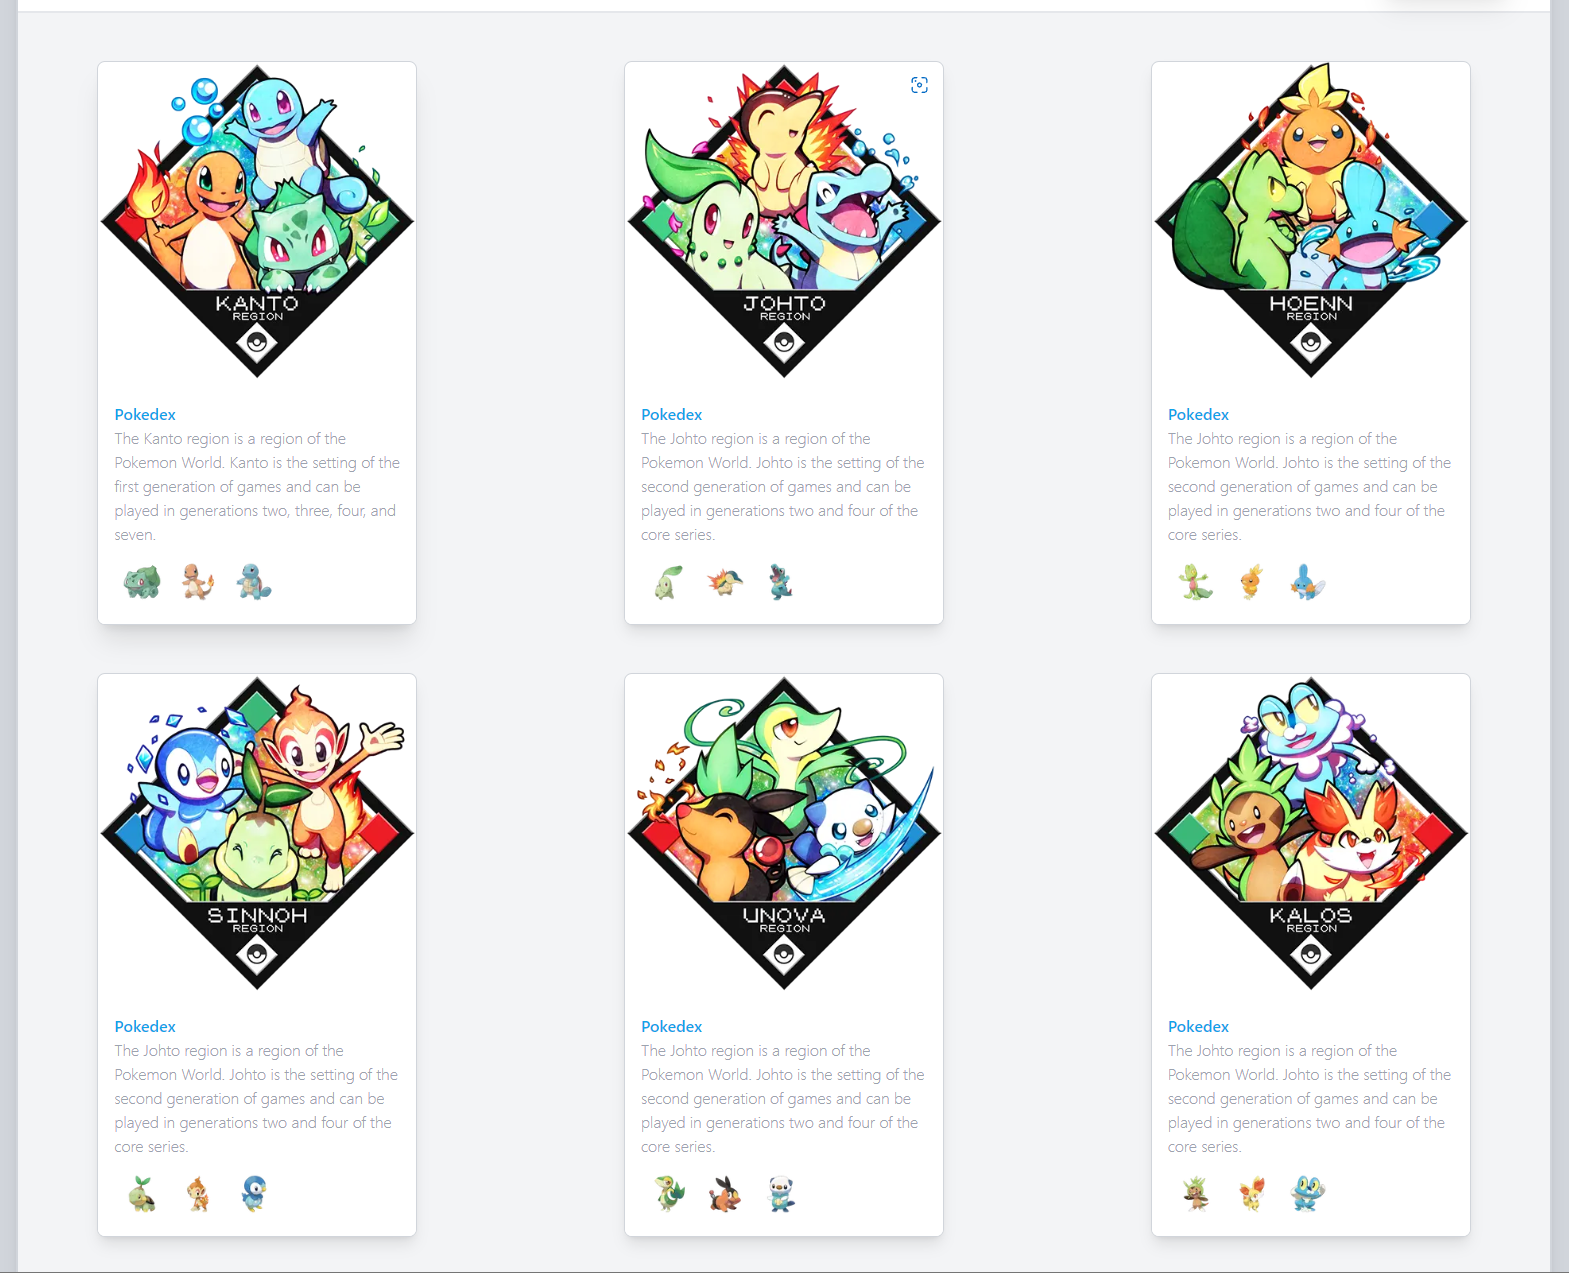 KANTO
REGION
Pokedex
The Kanto region is a region of the
Pokemon World. Kanto is the setting of the
first generation of games and can be
played in generations two, three, four, and
seven.
JOHTO
REGION
Pokedex
The Johto region is a region of the
Pokemon World. Johto is the setting of the
second generation of games and can be
played in generations two and four of the
core series.
HOENN
REGION
Pokedex
The Johto region is a region of the
Pokemon World. Johto is the setting of the
second generation of games and can be
played in generations two and four of the
core series.
SINNOH
REGION
Pokedex
The Johto region is a region of the
Pokemon World. Johto is the setting of the
second generation of games and can be
played in generations two and four of the
core series.
UNOVA
REGION
Pokedex
The Johto region is a region of the
Pokemon World. Johto is the setting of the
second generation of games and can be
played in generations two and four of the
core series.
KALOS
REGION
Pokedex
The Johto region is a region of the
Pokemon World. Johto is the setting of the
second generation of games and can be
played in generations two and four of the
core series.